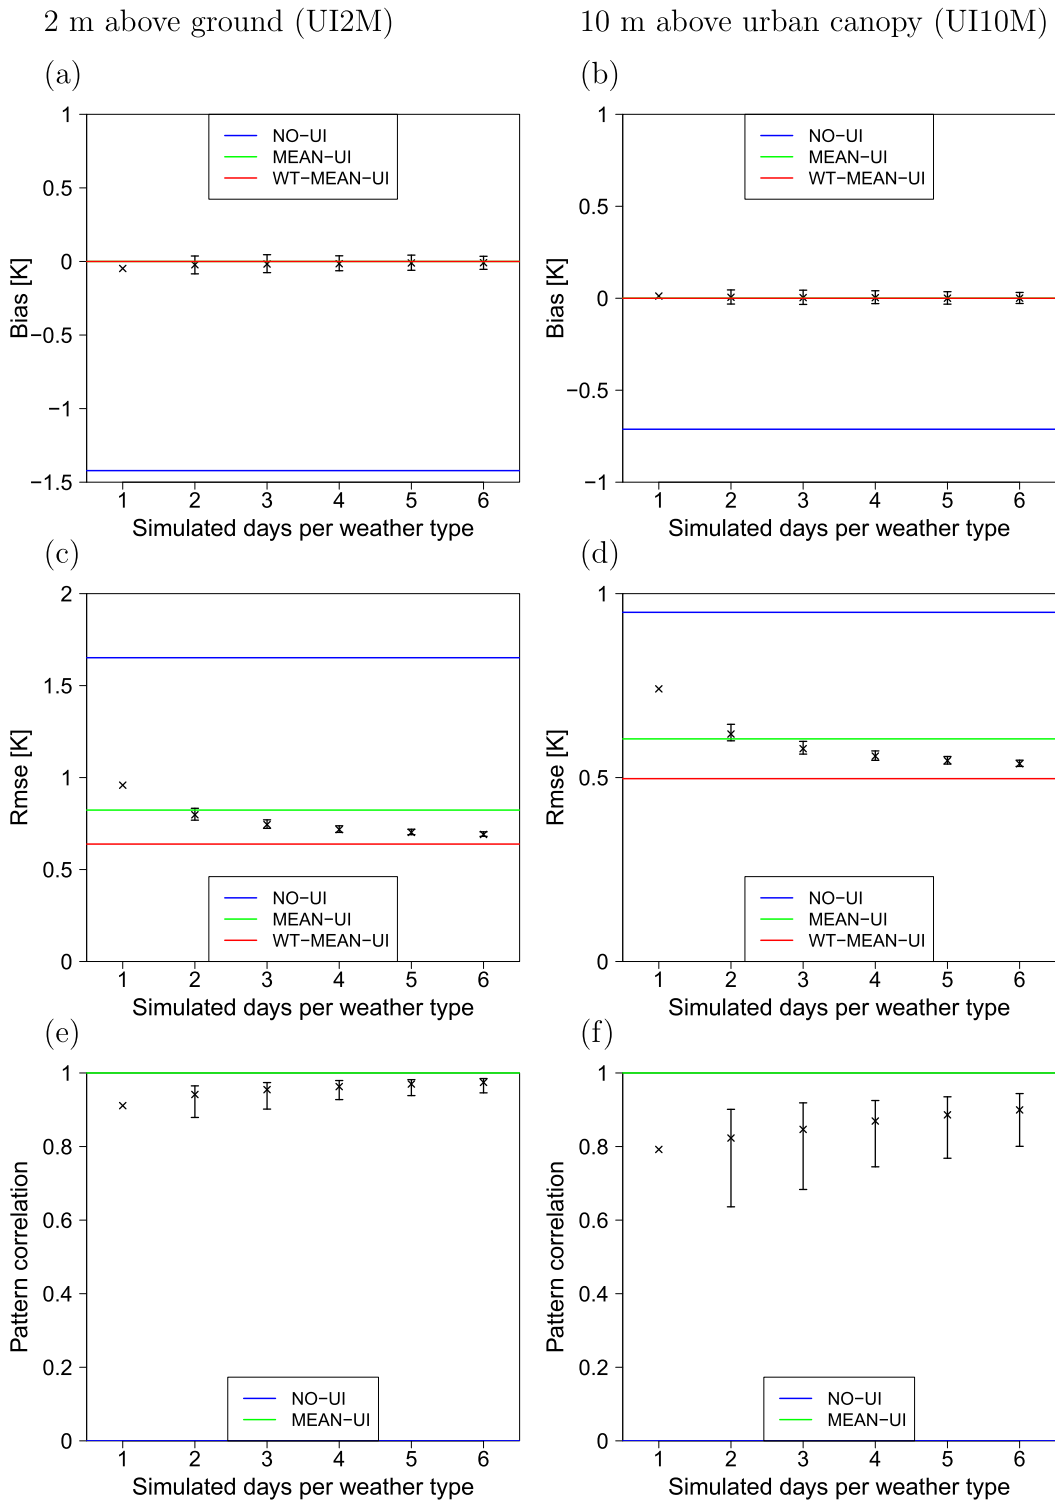 2 m above ground (UI2M)
10 m above urban canopy (UI10M)
(a)
1
0.5
0
−0.5
−1
−1.5
Bias [K]
NO−UI
MEAN−UI
WT−MEAN−UI
1 2 3 4 5 6
Simulated days per weather type
(b)
1
0.5
0
−0.5
−1
Bias [K]
NO−UI
MEAN−UI
WT−MEAN−UI
1 2 3 4 5 6
Simulated days per weather type
(c)
2
1.5
1
0.5
0
Rmse [K]
NO−UI
MEAN−UI
WT−MEAN−UI
1 2 3 4 5 6
Simulated days per weather type
(d)
1
0.5
0
Rmse [K]
NO−UI
MEAN−UI
WT−MEAN−UI
1 2 3 4 5 6
Simulated days per weather type
(e)
1
0.8
0.6
0.4
0.2
0
Pattern correlation
NO−UI
MEAN−UI
1 2 3 4 5 6
Simulated days per weather type
(f)
1
0.8
0.6
0.4
0.2
0
Pattern correlation
NO−UI
MEAN−UI
1 2 3 4 5 6
Simulated days per weather type